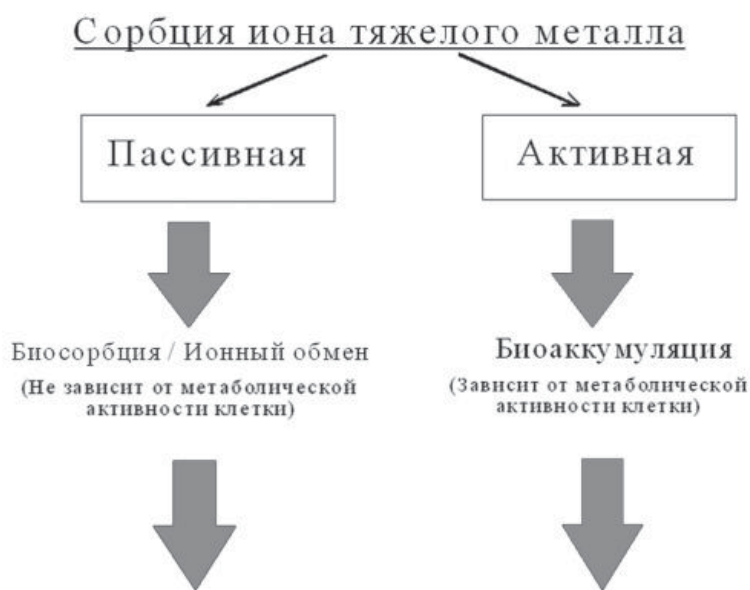 Сорбция иона тяжелого металла
Пассивная
Активная
Биосорбция / Ионный обмен
(Не зависит от метаболической
активности клетки)
Биоаккумуляция
(Зависит от метаболической
активности клетки)